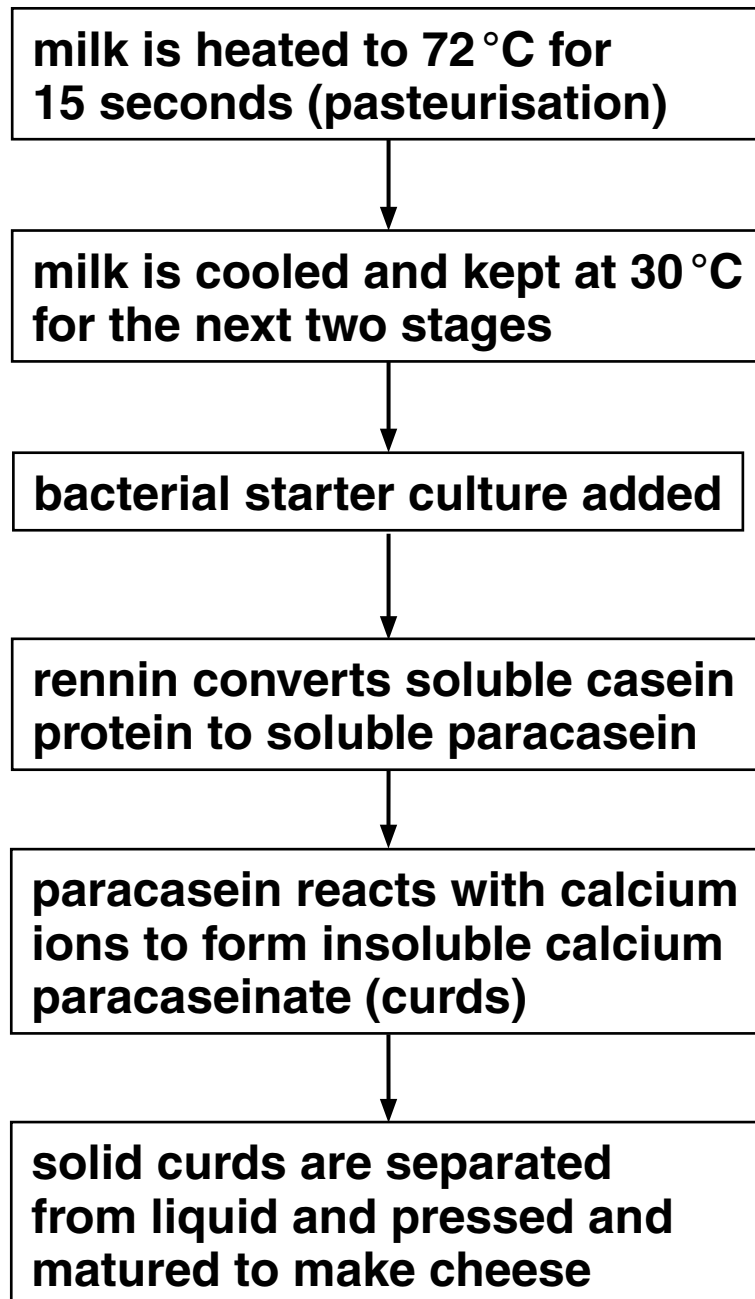 milk is heated to 72 °C for
15 seconds (pasteurisation)
milk is cooled and kept at 30 °C
for the next two stages
bacterial starter culture added
rennin converts soluble casein
protein to soluble paracasein
paracasein reacts with calcium
ions to form insoluble calcium
paracaseinate (curds)
solid curds are separated
from liquid and pressed and
matured to make cheese